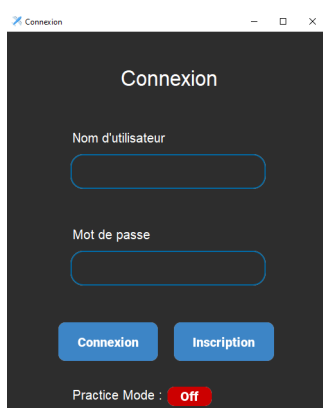 Connexion
Connexion
Nom d'utilisateur
Mot de passe
Connexion Inscription
Practice Mode : Off